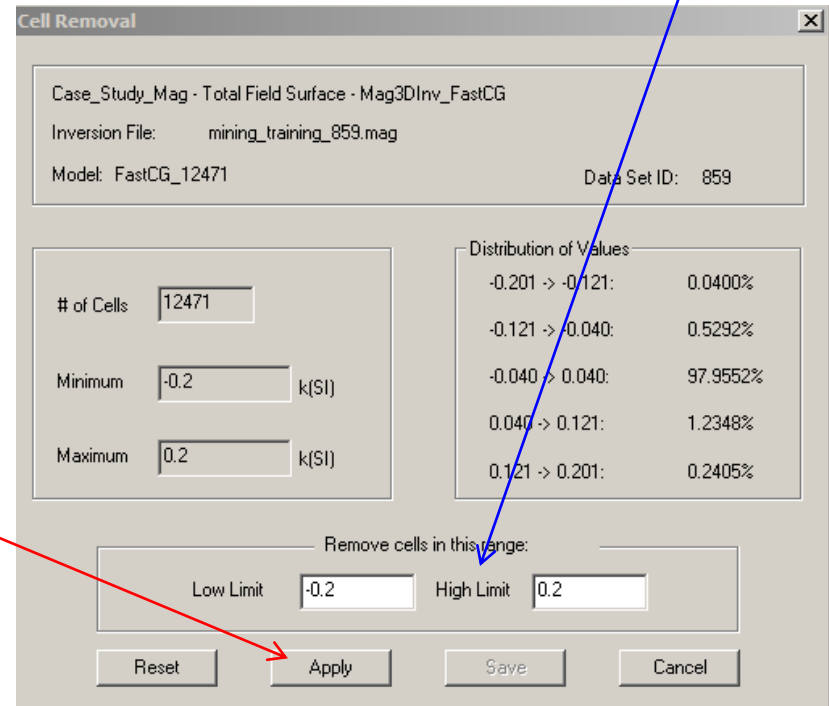 Cell Removal
Case_Study_Mag - Total Field Surface - Mag3DInv_FastCG
Inversion File: mining_training_859.mag
Model: FastCG_12471 Data Set ID: 859
# of Cells 12471
Minimum -0.2 k(SI)
Maximum 0.2 k(SI)
Distribution of Values
-0.201 -> -0.121: 0.0400%
-0.121 -> -0.040: 0.5292%
-0.040 -> 0.040: 97.9552%
0.040 -> 0.121: 1.2348%
0.121 -> 0.201: 0.2405%
Remove cells in this range:
Low Limit -0.2 High Limit 0.2
Reset Apply Save Cancel